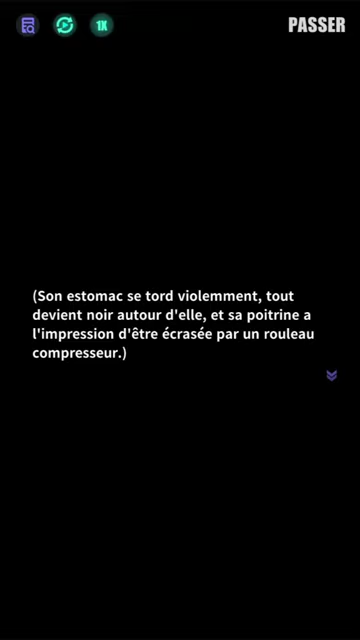 1X
PASSER
(Son estomac se tord violemment, tout
devient noir autour d'elle, et sa poitrine a
l'impression d'être écrasée par un rouleau
compresseur.)